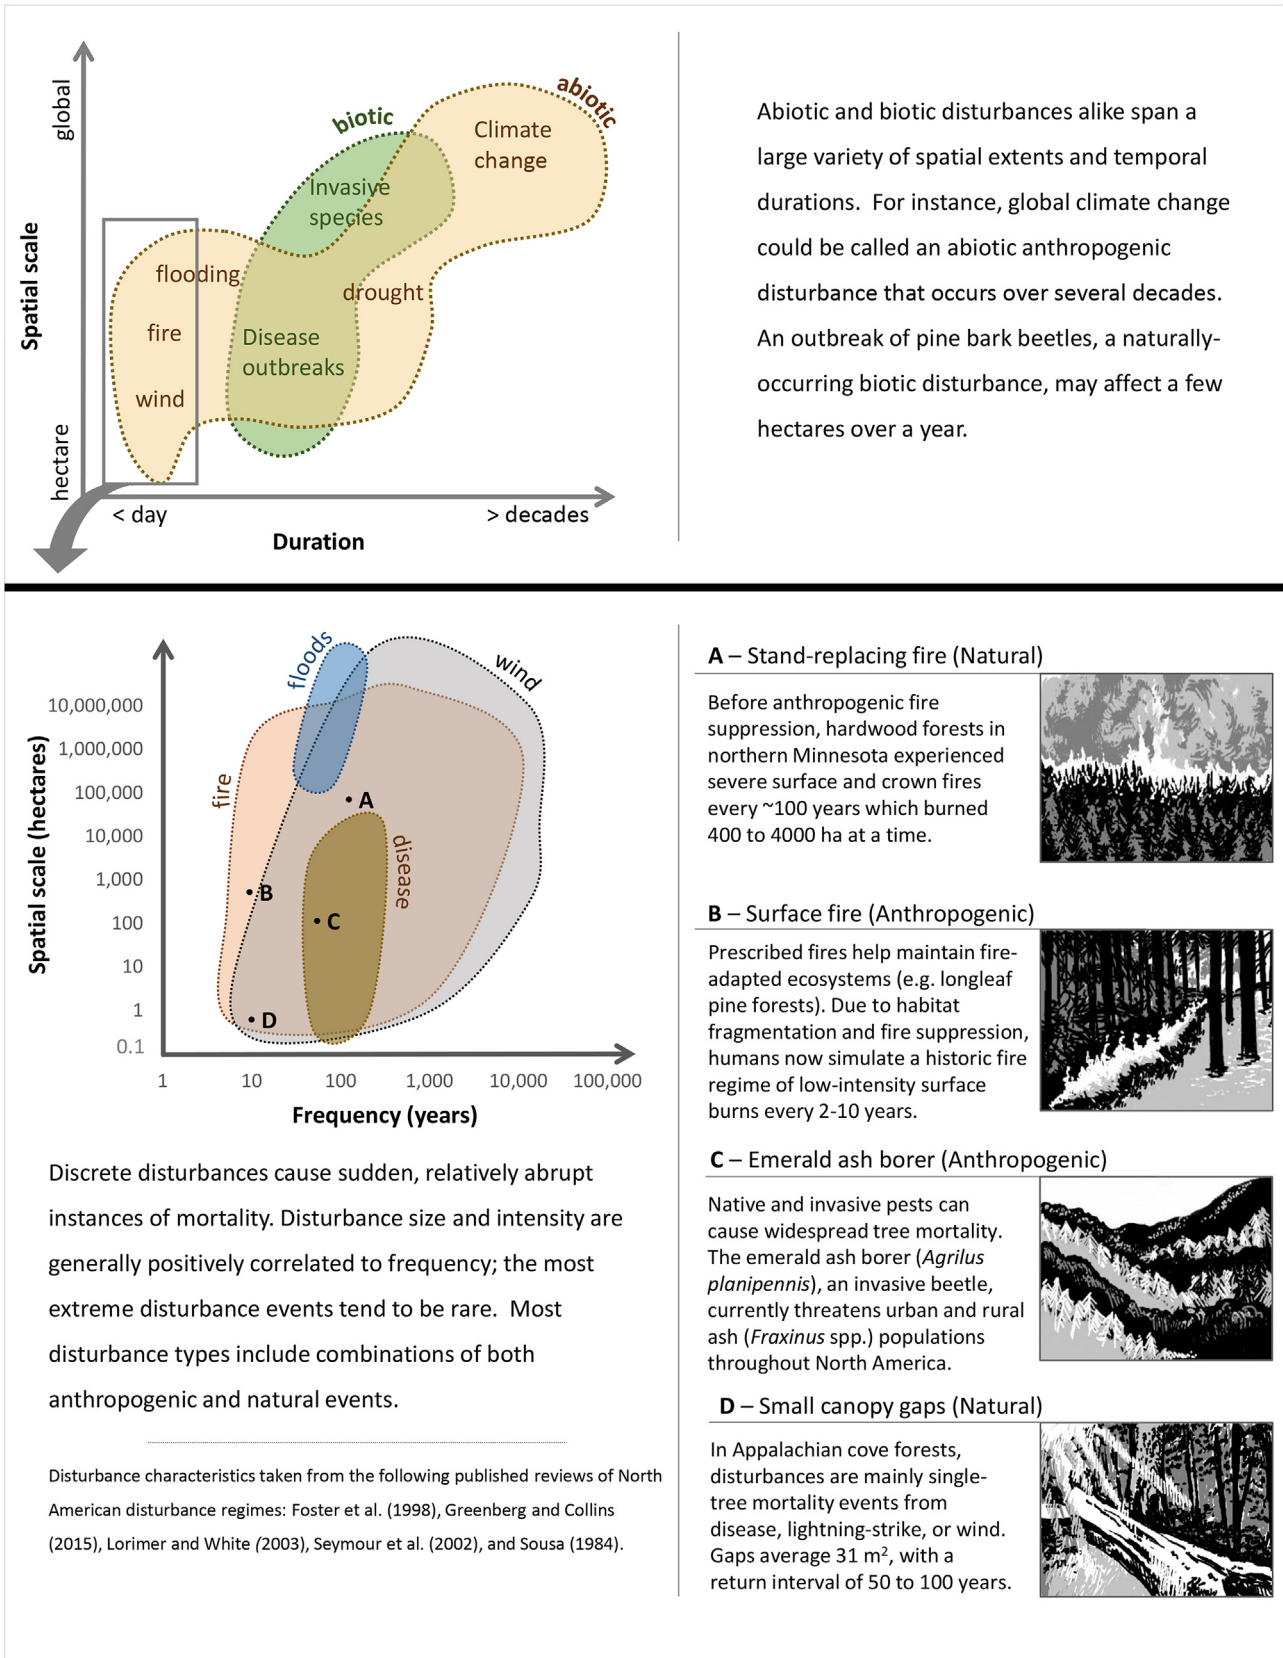 global
Spatial scale
hectare
biotic
abiotic
Climate
change
Invasive
species
flooding
drought
fire
Disease
outbreaks
wind
< day
> decades
Duration
Abiotic and biotic disturbances alike span a
large variety of spatial extents and temporal
durations.  For instance, global climate change
could be called an abiotic anthropogenic
disturbance that occurs over several decades.
An outbreak of pine bark beetles, a naturally-
occurring biotic disturbance, may affect a few
hectares over a year.
floods
wind
fire
disease
A
B
C
D
Spatial scale (hectares)
10,000,000
1,000,000
100,000
10,000
1,000
100
10
1
0.1
1
10
100
1,000
10,000
100,000
Frequency (years)
Discrete disturbances cause sudden, relatively abrupt
instances of mortality. Disturbance size and intensity are
generally positively correlated to frequency; the most
extreme disturbance events tend to be rare.  Most
disturbance types include combinations of both
anthropogenic and natural events.
Disturbance characteristics taken from the following published reviews of North
American disturbance regimes: Foster et al. (1998), Greenberg and Collins
(2015), Lorimer and White (2003), Seymour et al. (2002), and Sousa (1984).
A – Stand-replacing fire (Natural)
Before anthropogenic fire
suppression, hardwood forests in
northern Minnesota experienced
severe surface and crown fires
every ~100 years which burned
400 to 4000 ha at a time.
B – Surface fire (Anthropogenic)
Prescribed fires help maintain fire-
adapted ecosystems (e.g. longleaf
pine forests). Due to habitat
fragmentation and fire suppression,
humans now simulate a historic fire
regime of low-intensity surface
burns every 2-10 years.
C – Emerald ash borer (Anthropogenic)
Native and invasive pests can
cause widespread tree mortality.
The emerald ash borer (Agrilus
planipennis), an invasive beetle,
currently threatens urban and rural
ash (Fraxinus spp.) populations
throughout North America.
D – Small canopy gaps (Natural)
In Appalachian cove forests,
disturbances are mainly single-
tree mortality events from
disease, lightning-strike, or wind.
Gaps average 31 m², with a
return interval of 50 to 100 years.